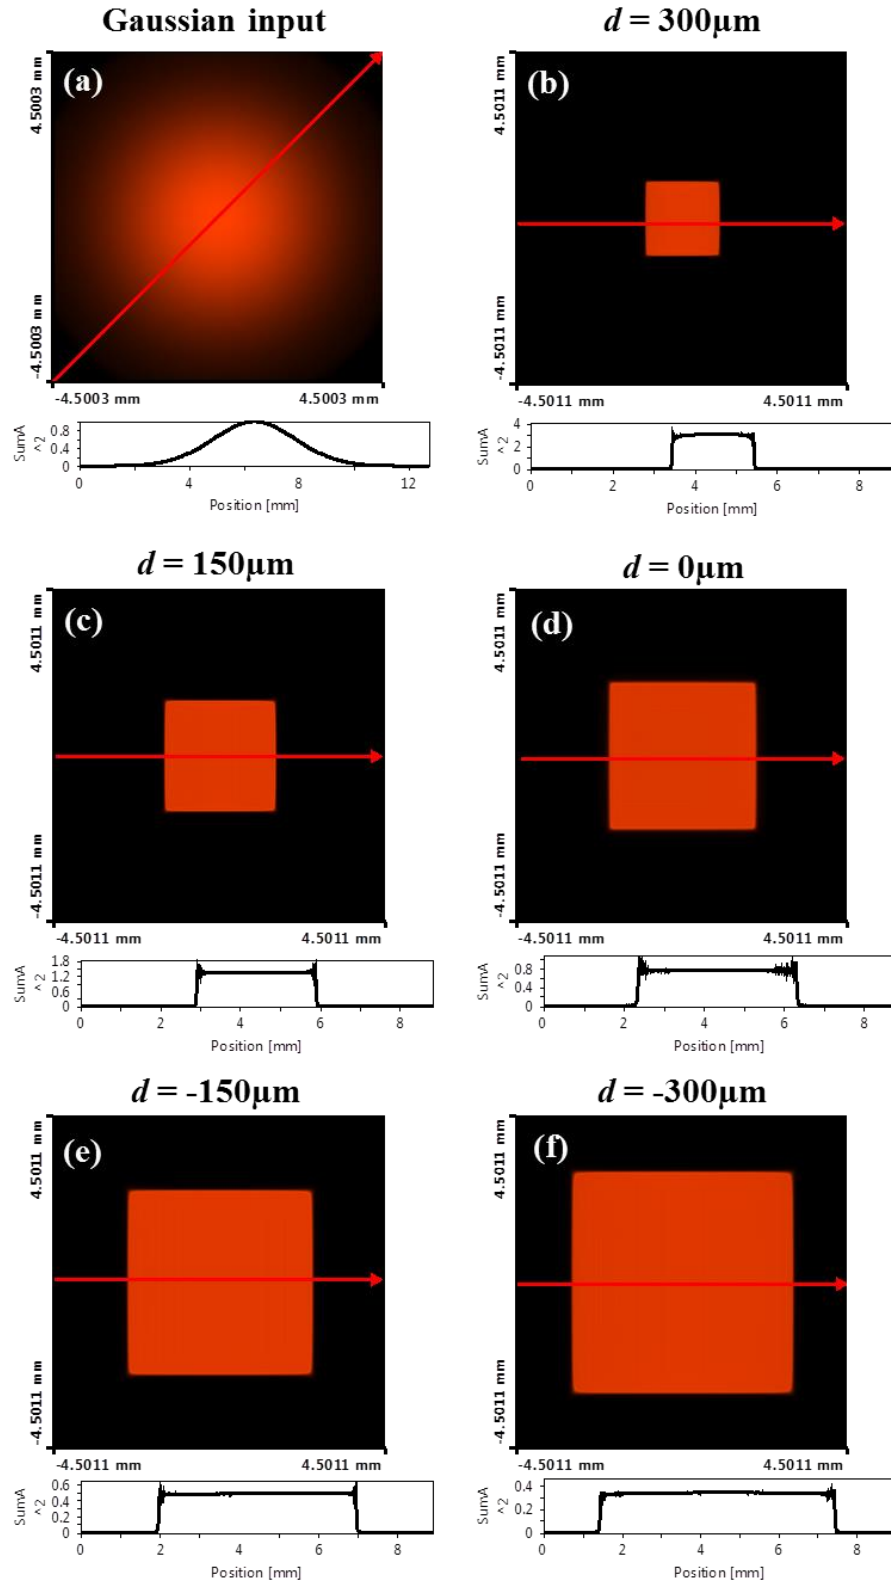 Gaussian input
(a)
4.5003 mm
-4.5003 mm
-4.5003 mm 4.5003 mm
SumA
^2
0.8
0.4
0
0 4 8 12
Position [mm]
d = 300µm
(b)
4.5011 mm
-4.5011 mm
-4.5011 mm 4.5011 mm
SumA
^2
4
2
0
0 2 4 6 8
Position [mm]
d = 150µm
(c)
4.5011 mm
-4.5011 mm
-4.5011 mm 4.5011 mm
SumA
^2
1.8
1.2
0.6
0
0 2 4 6 8
Position [mm]
d = 0µm
(d)
4.5011 mm
-4.5011 mm
-4.5011 mm 4.5011 mm
SumA
^2
0.8
0.4
0
0 2 4 6 8
Position [mm]
d = -150µm
(e)
4.5011 mm
-4.5011 mm
-4.5011 mm 4.5011 mm
SumA
^2
0.6
0.4
0.2
0
0 2 4 6 8
Position [mm]
d = -300µm
(f)
4.5011 mm
-4.5011 mm
-4.5011 mm 4.5011 mm
SumA
^2
0.4
0.2
0
0 2 4 6 8
Position [mm]